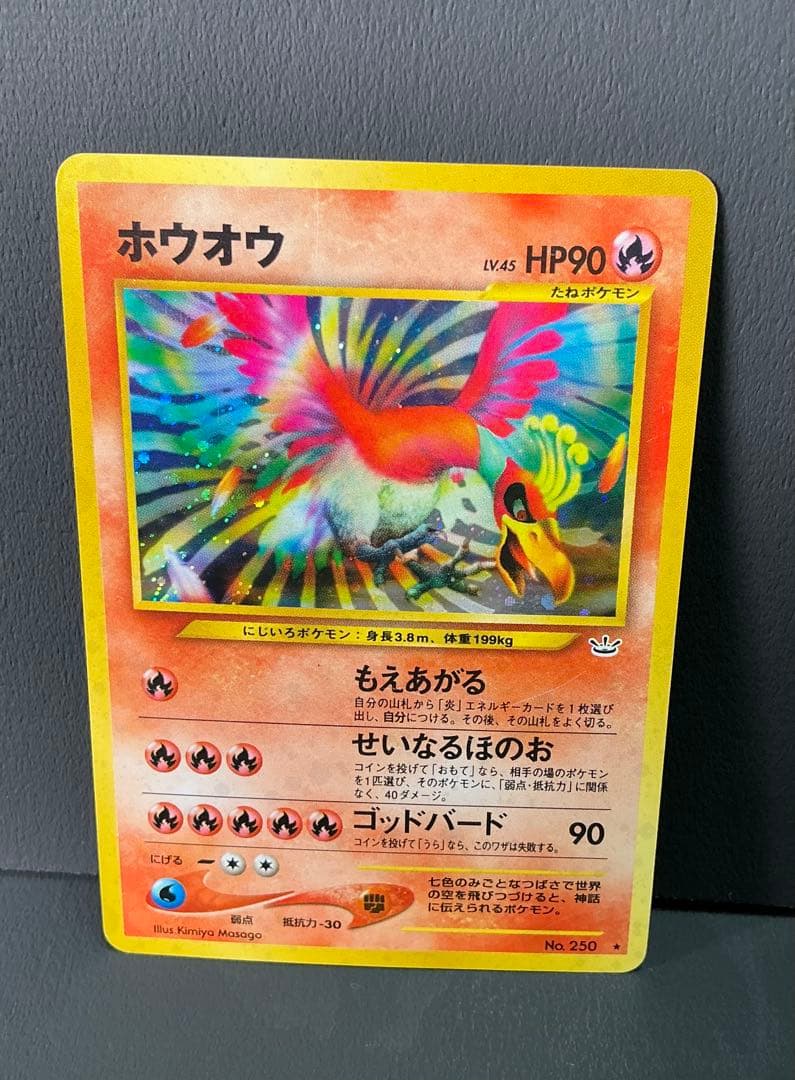 ホウオウ
LV.45 HP90
たねポケモン
にじいろポケモン：身長3.8m、体重199kg
もえあがる
自分の山札から「炎」エネルギーカードを1枚選び
出し、自分につける。その後、その山札をよく切る。
せいなるほのお
コインを投げて「おもて」なら、相手の場のポケモン
を1匹選び、そのポケモンに、「弱点・抵抗力」に関係
なく、40ダメージ。
ゴッドバード 90
コインを投げて「うら」なら、このワザは失敗する。
にげる
弱点 抵抗力-30
七色のみごとなつばさで世界
の空を飛びつづけると、神話
に伝えられるポケモン。
Illus.Kimiya Masago
No. 250 ★